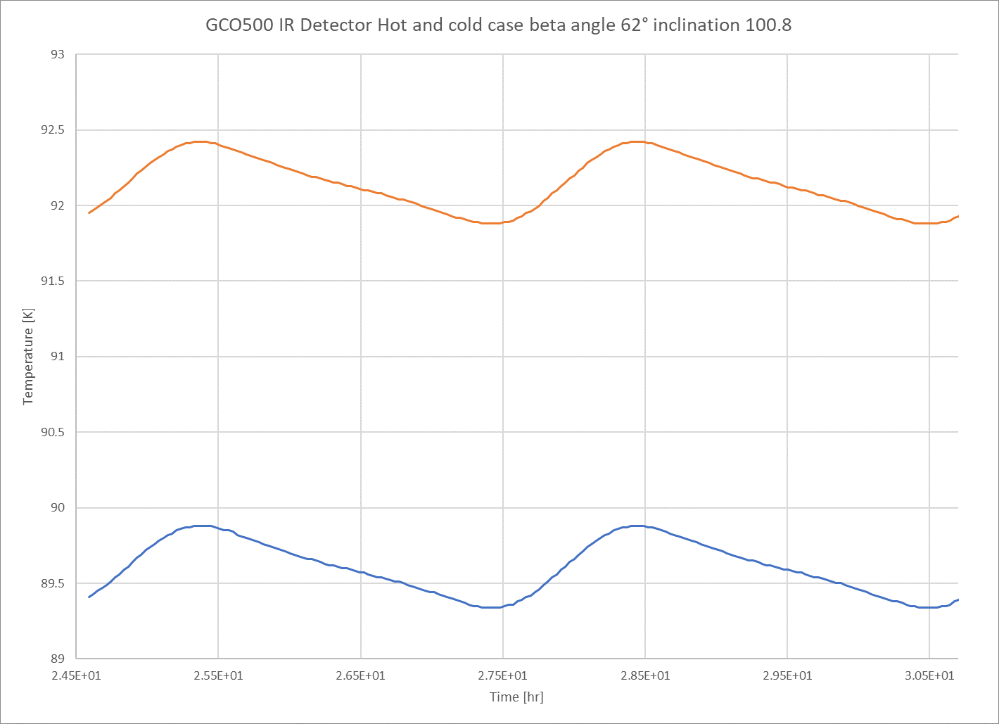 GCO500 IR Detector Hot and cold case beta angle 62° inclination 100.8
93
92.5
92
91.5
91
90.5
90
89.5
89
Temperature [K]
2.45E+01 2.55E+01 2.65E+01 2.75E+01 2.85E+01 2.95E+01 3.05E+01
Time [hr]